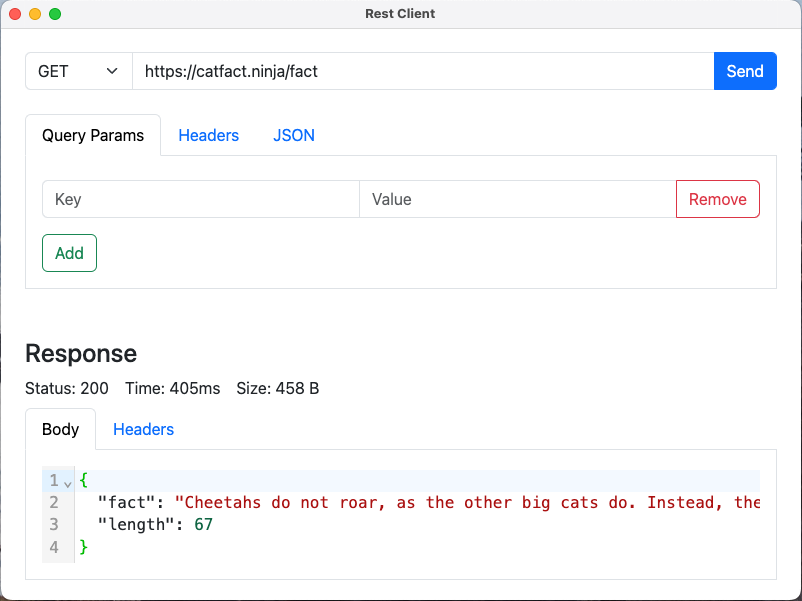 Rest Client
GET https://catfact.ninja/fact Send
Query Params Headers JSON
Key Value Remove
Add
Response
Status: 200 Time: 405ms Size: 458 B
Body Headers
1 {
2 "fact": "Cheetahs do not roar, as the other big cats do. Instead, the
3 "length": 67
4 }